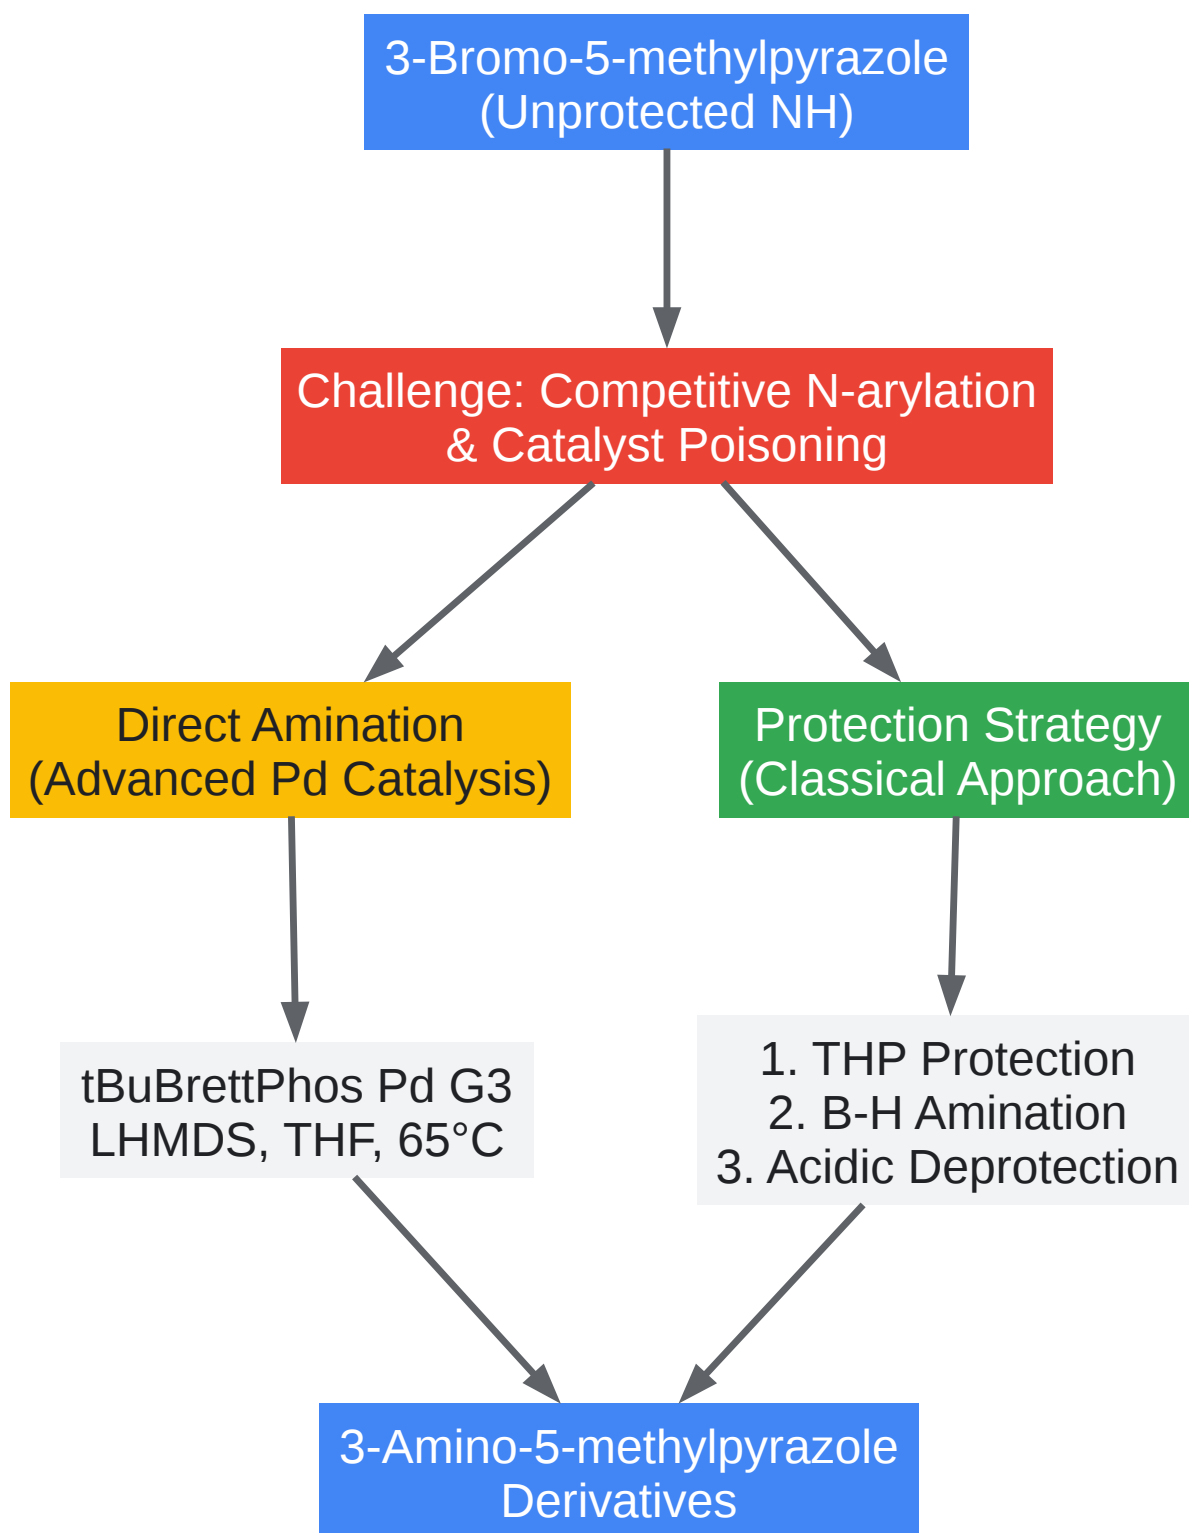 3-Bromo-5-methylpyrazole
(Unprotected NH)
Challenge: Competitive N-arylation
& Catalyst Poisoning
Direct Amination
(Advanced Pd Catalysis)
Protection Strategy
(Classical Approach)
tBuBrettPhos Pd G3
LHMDS, THF, 65°C
1. THP Protection
2. B-H Amination
3. Acidic Deprotection
3-Amino-5-methylpyrazole
Derivatives